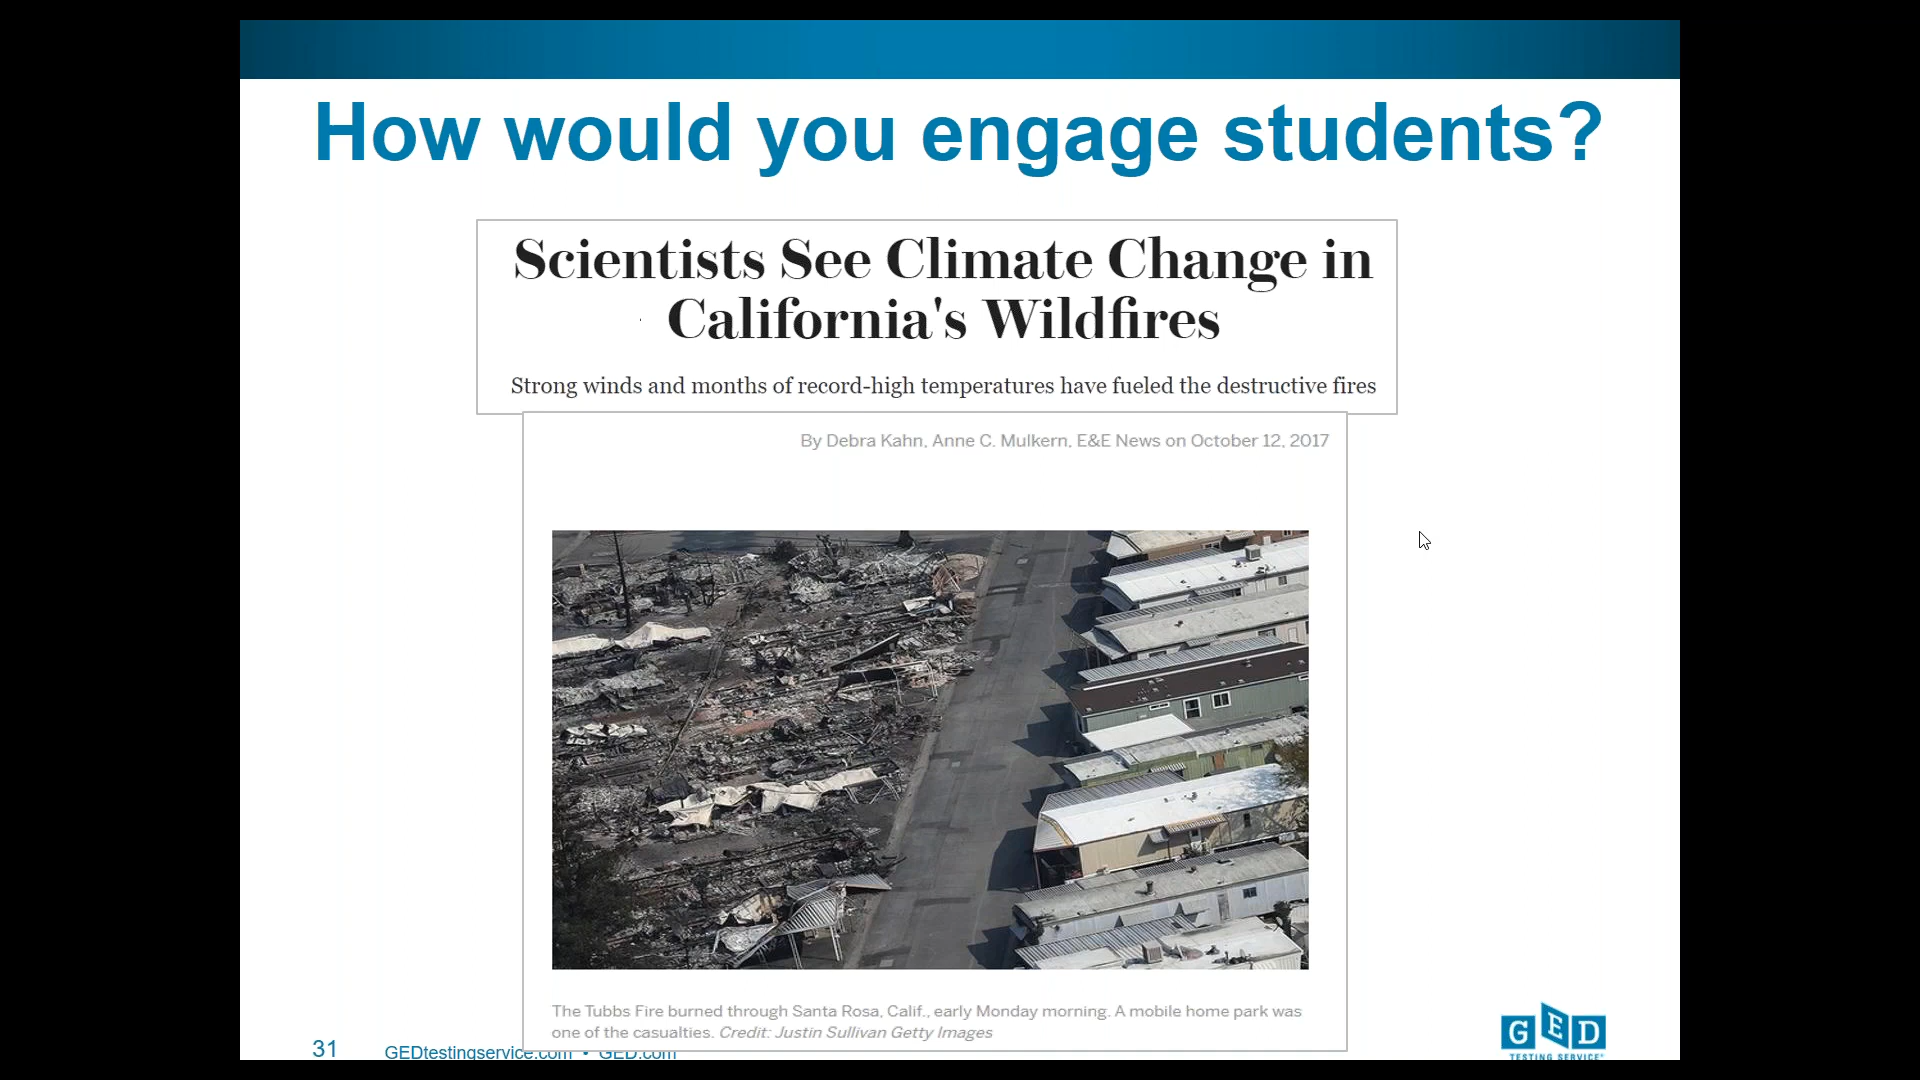 How would you engage students?
Scientists See Climate Change in
California's Wildfires
Strong winds and months of record-high temperatures have fueled the destructive fires
By Debra Kahn, Anne C. Mulkern, E&E News on October 12, 2017
The Tubbs Fire burned through Santa Rosa, Calif., early Monday morning. A mobile home park was
one of the casualties. Credit: Justin Sullivan Getty Images
31
GEDtestingservice.com • GED.com
GED
TESTING SERVICE